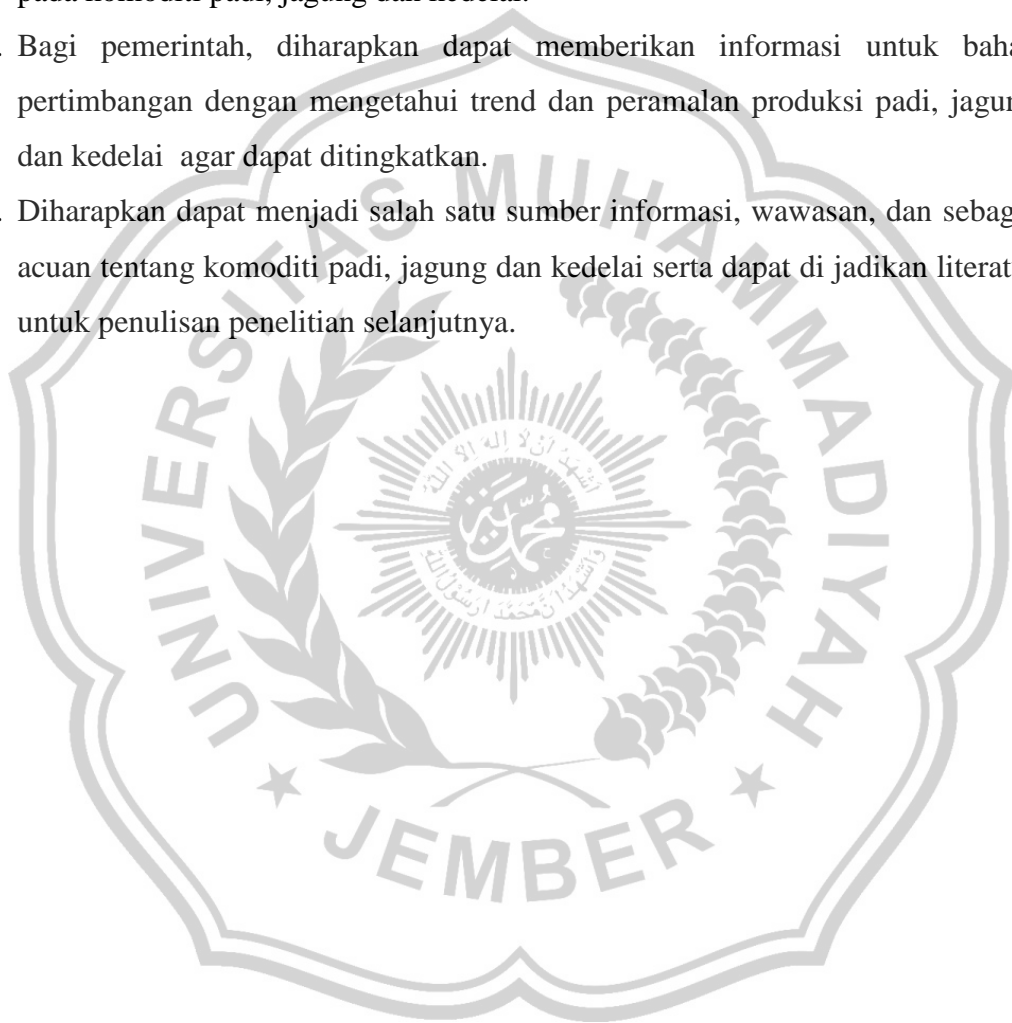 pada komoditi padi, jagung dan kedelai.
. Bagi pemerintah, diharapkan dapat memberikan informasi untuk baha
pertimbangan dengan mengetahui trend dan peramalan produksi padi, jagun
dan kedelai agar dapat ditingkatkan.
. Diharapkan dapat menjadi salah satu sumber informasi, wawasan, dan sebag
acuan tentang komoditi padi, jagung dan kedelai serta dapat di jadikan literat
untuk penulisan penelitian selanjutnya.
UNIVERSITAS MUHAMMADIYAH
JEMBER